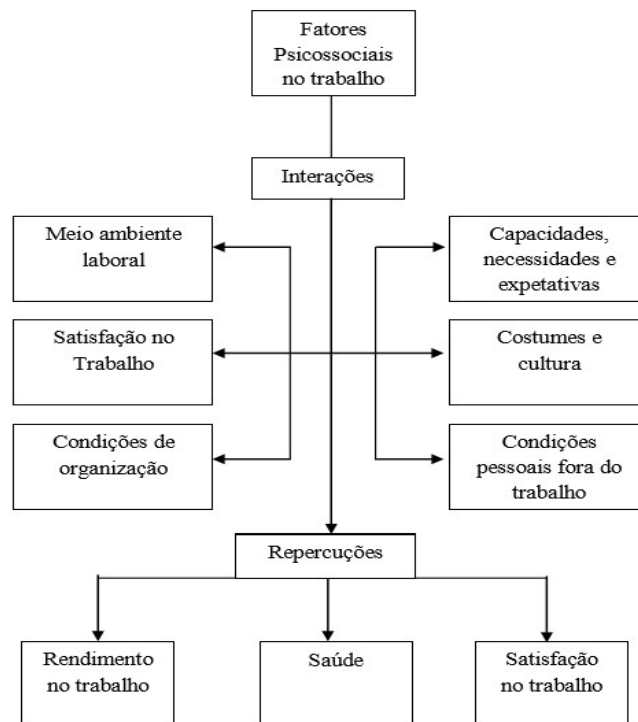 Fatores
Psicossociais
no trabalho
Interações
Meio ambiente
laboral
Capacidades,
necessidades e
expetativas
Satisfação no
Trabalho
Costumes e
cultura
Condições de
organização
Condições
pessoais fora do
trabalho
Repercuções
Rendimento
no trabalho
Saúde
Satisfação
no trabalho